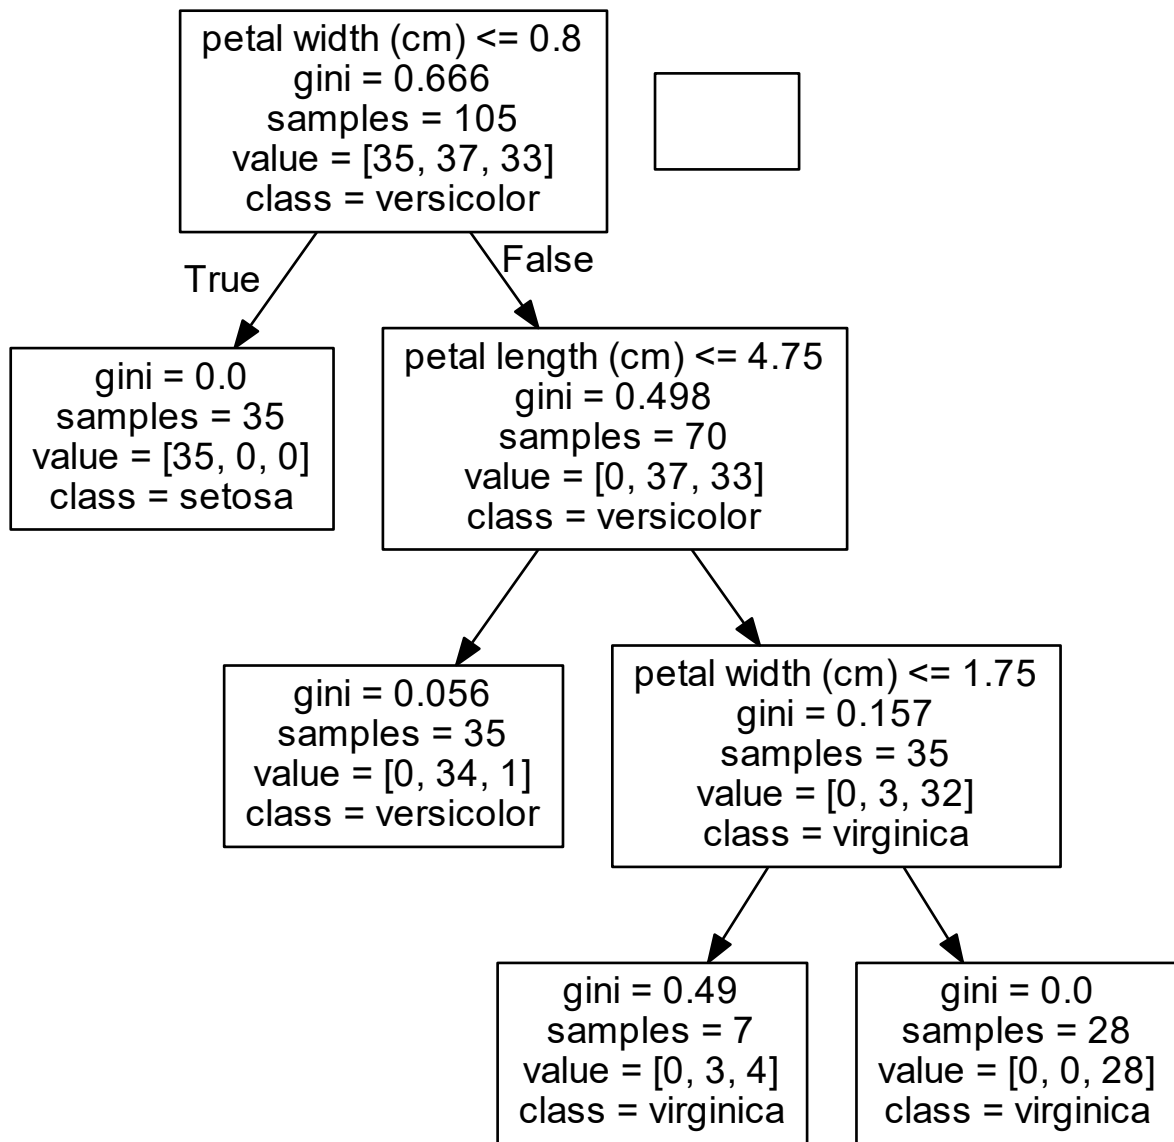 petal width (cm) <= 0.8
gini = 0.666
samples = 105
value = [35, 37, 33]
class = versicolor
True
False
gini = 0.0
samples = 35
value = [35, 0, 0]
class = setosa
petal length (cm) <= 4.75
gini = 0.498
samples = 70
value = [0, 37, 33]
class = versicolor
gini = 0.056
samples = 35
value = [0, 34, 1]
class = versicolor
petal width (cm) <= 1.75
gini = 0.157
samples = 35
value = [0, 3, 32]
class = virginica
gini = 0.49
samples = 7
value = [0, 3, 4]
class = virginica
gini = 0.0
samples = 28
value = [0, 0, 28]
class = virginica